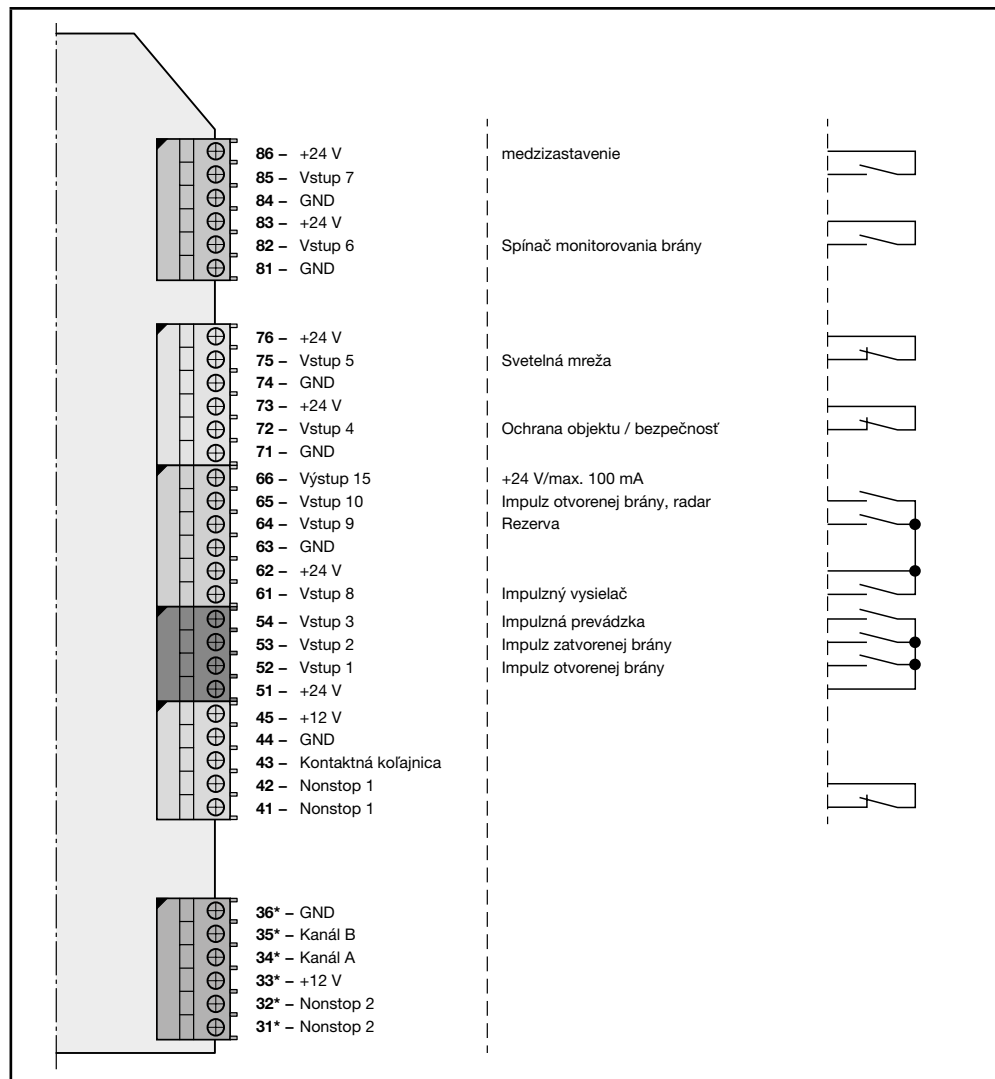 86 – +24 V medzizastavenie
85 – Vstup 7
84 – GND
83 – +24 V
82 – Vstup 6 Spínač monitorovania brány
81 – GND
76 – +24 V
75 – Vstup 5 Svetelná mreža
74 – GND
73 – +24 V
72 – Vstup 4 Ochrana objektu / bezpečnosť
71 – GND
66 – Výstup 15 +24 V/max. 100 mA
65 – Vstup 10 Impulz otvorenej brány, radar
64 – Vstup 9 Rezerva
63 – GND
62 – +24 V
61 – Vstup 8 Impulzný vysielač
54 – Vstup 3 Impulzná prevádzka
53 – Vstup 2 Impulz zatvorenej brány
52 – Vstup 1 Impulz otvorenej brány
51 – +24 V
45 – +12 V
44 – GND
43 – Kontaktná koľajnica
42 – Nonstop 1
41 – Nonstop 1
36* – GND
35* – Kanál B
34* – Kanál A
33* – +12 V
32* – Nonstop 2
31* – Nonstop 2